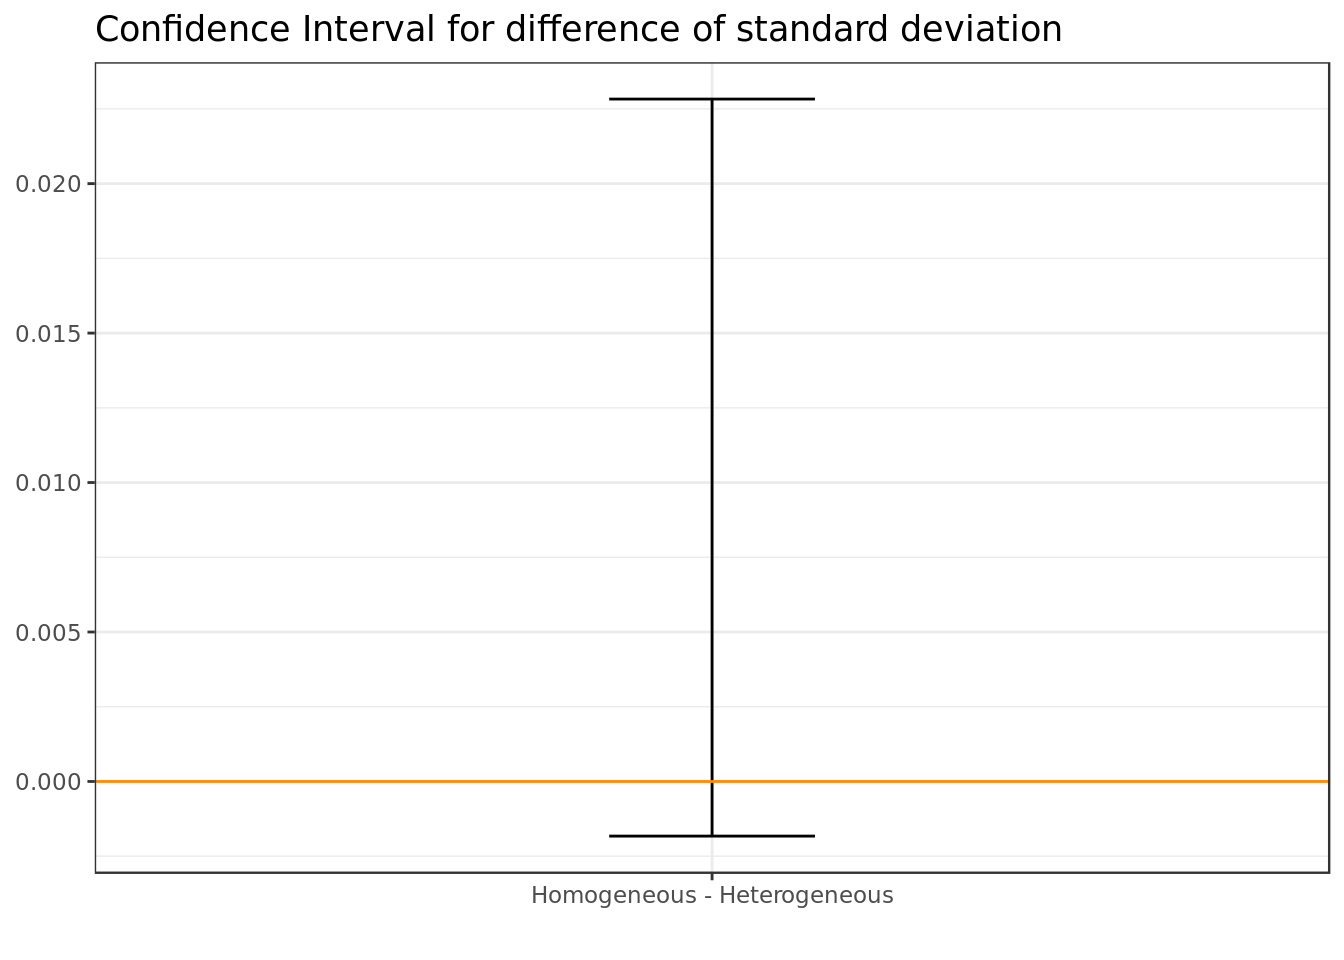 Confidence Interval for difference of standard deviation
0.020
0.015
0.010
0.005
0.000
Homogeneous - Heterogeneous